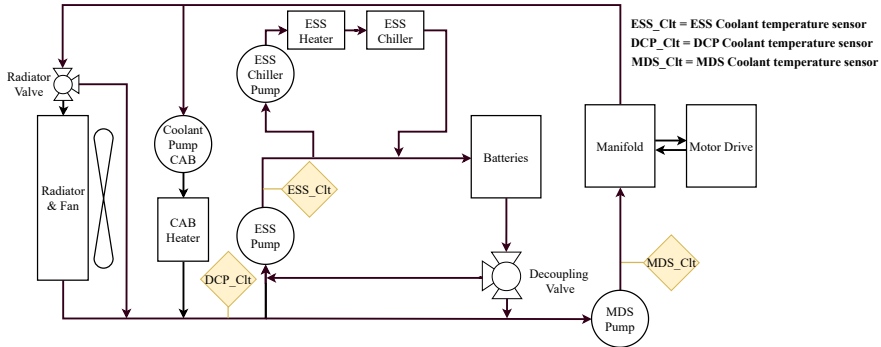 ESS_Clt = ESS Coolant temperature sensor
DCP_Clt = DCP Coolant temperature sensor
MDS_Clt = MDS Coolant temperature sensor
ESS
Heater
ESS
Chiller
ESS
Chiller
Pump
Radiator
Valve
Coolant
Pump
CAB
Radiator
& Fan
CAB
Heater
ESS_Clt
Batteries
Manifold
Motor Drive
ESS
Pump
DCP_Clt
Decoupling
Valve
MDS_Clt
MDS
Pump